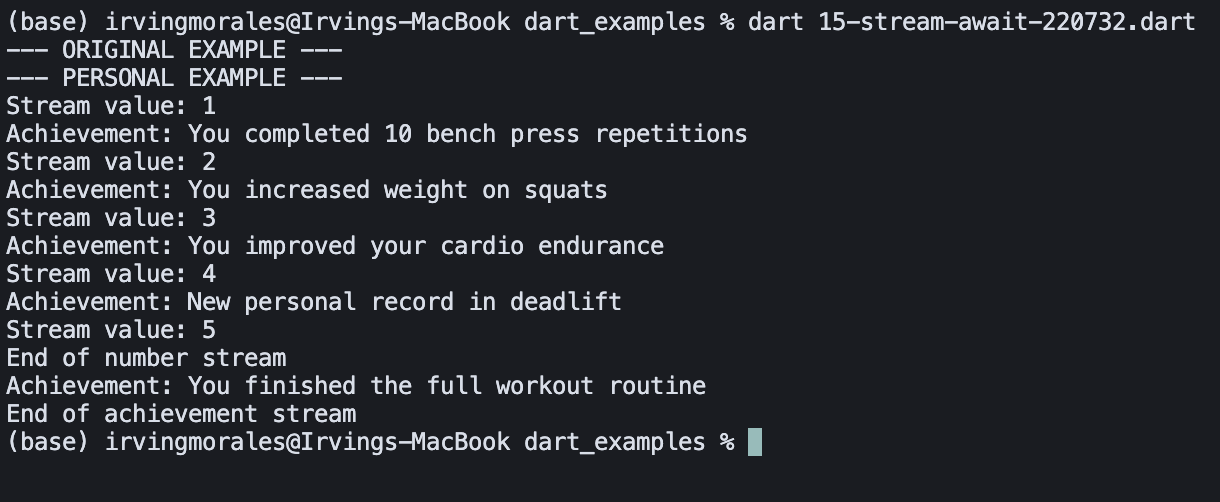 (base) irvingmorales@Irvings-MacBook dart_examples % dart 15-stream-await-220732.dart
--- ORIGINAL EXAMPLE ---
--- PERSONAL EXAMPLE ---
Stream value: 1
Achievement: You completed 10 bench press repetitions
Stream value: 2
Achievement: You increased weight on squats
Stream value: 3
Achievement: You improved your cardio endurance
Stream value: 4
Achievement: New personal record in deadlift
Stream value: 5
End of number stream
Achievement: You finished the full workout routine
End of achievement stream
(base) irvingmorales@Irvings-MacBook dart_examples %